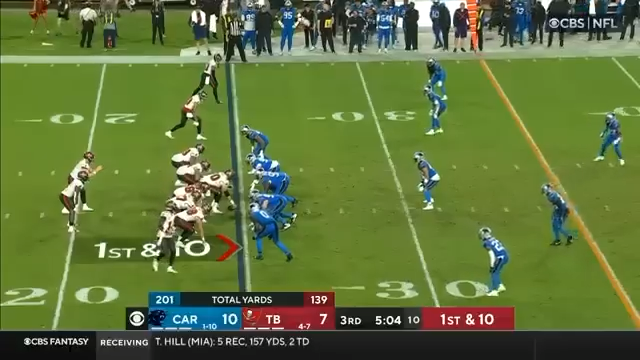 ©CBS NFL
20
30
1ST & 10
20
30
201 TOTAL YARDS 139
CAR 1-10 10 TB 4-7 7 3RD 5:04 10 1ST & 10
©CBS FANTASY RECEIVING T. HILL (MIA): 5 REC, 157 YDS, 2 TD